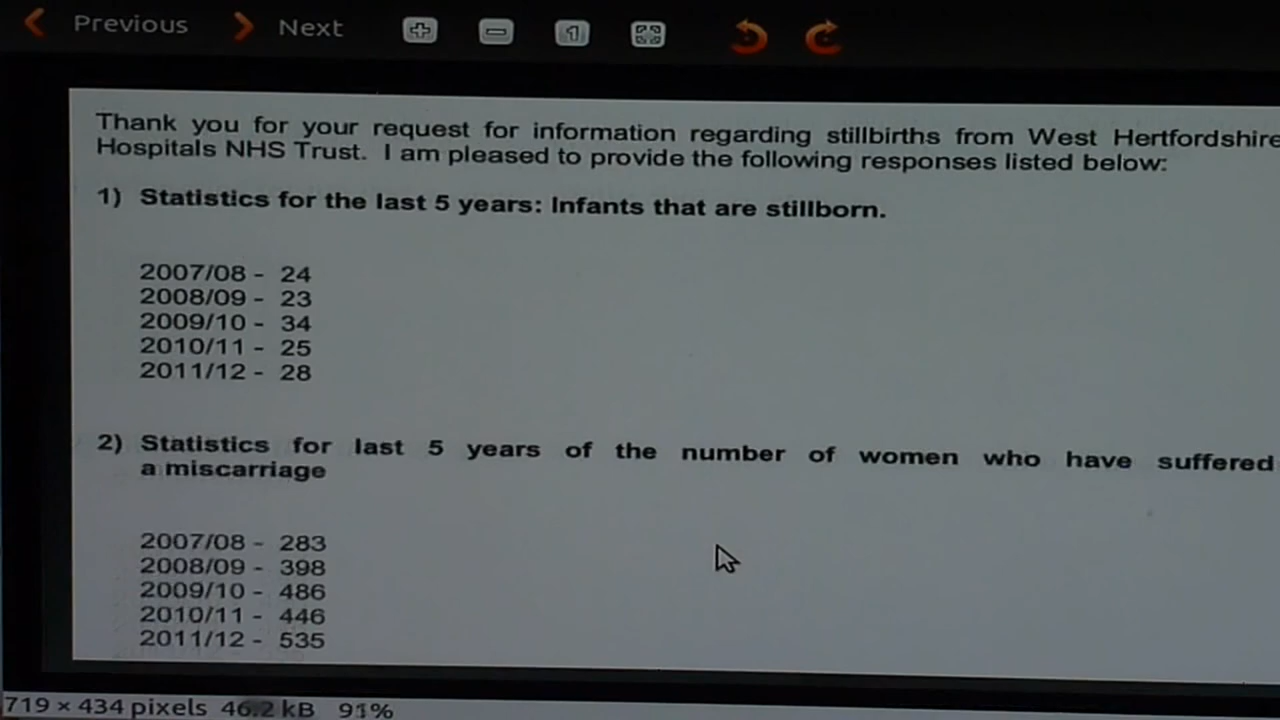 Previous Next
Thank you for your request for information regarding stillbirths from West Hertfordshire
Hospitals NHS Trust. I am pleased to provide the following responses listed below:
1) Statistics for the last 5 years: Infants that are stillborn.
2007/08 - 24
2008/09 - 23
2009/10 - 34
2010/11 - 25
2011/12 - 28
2) Statistics for last 5 years of the number of women who have suffered
a miscarriage
2007/08 - 283
2008/09 - 398
2009/10 - 486
2010/11 - 446
2011/12 - 535
719 × 434 pixels 46.2 kB 91%